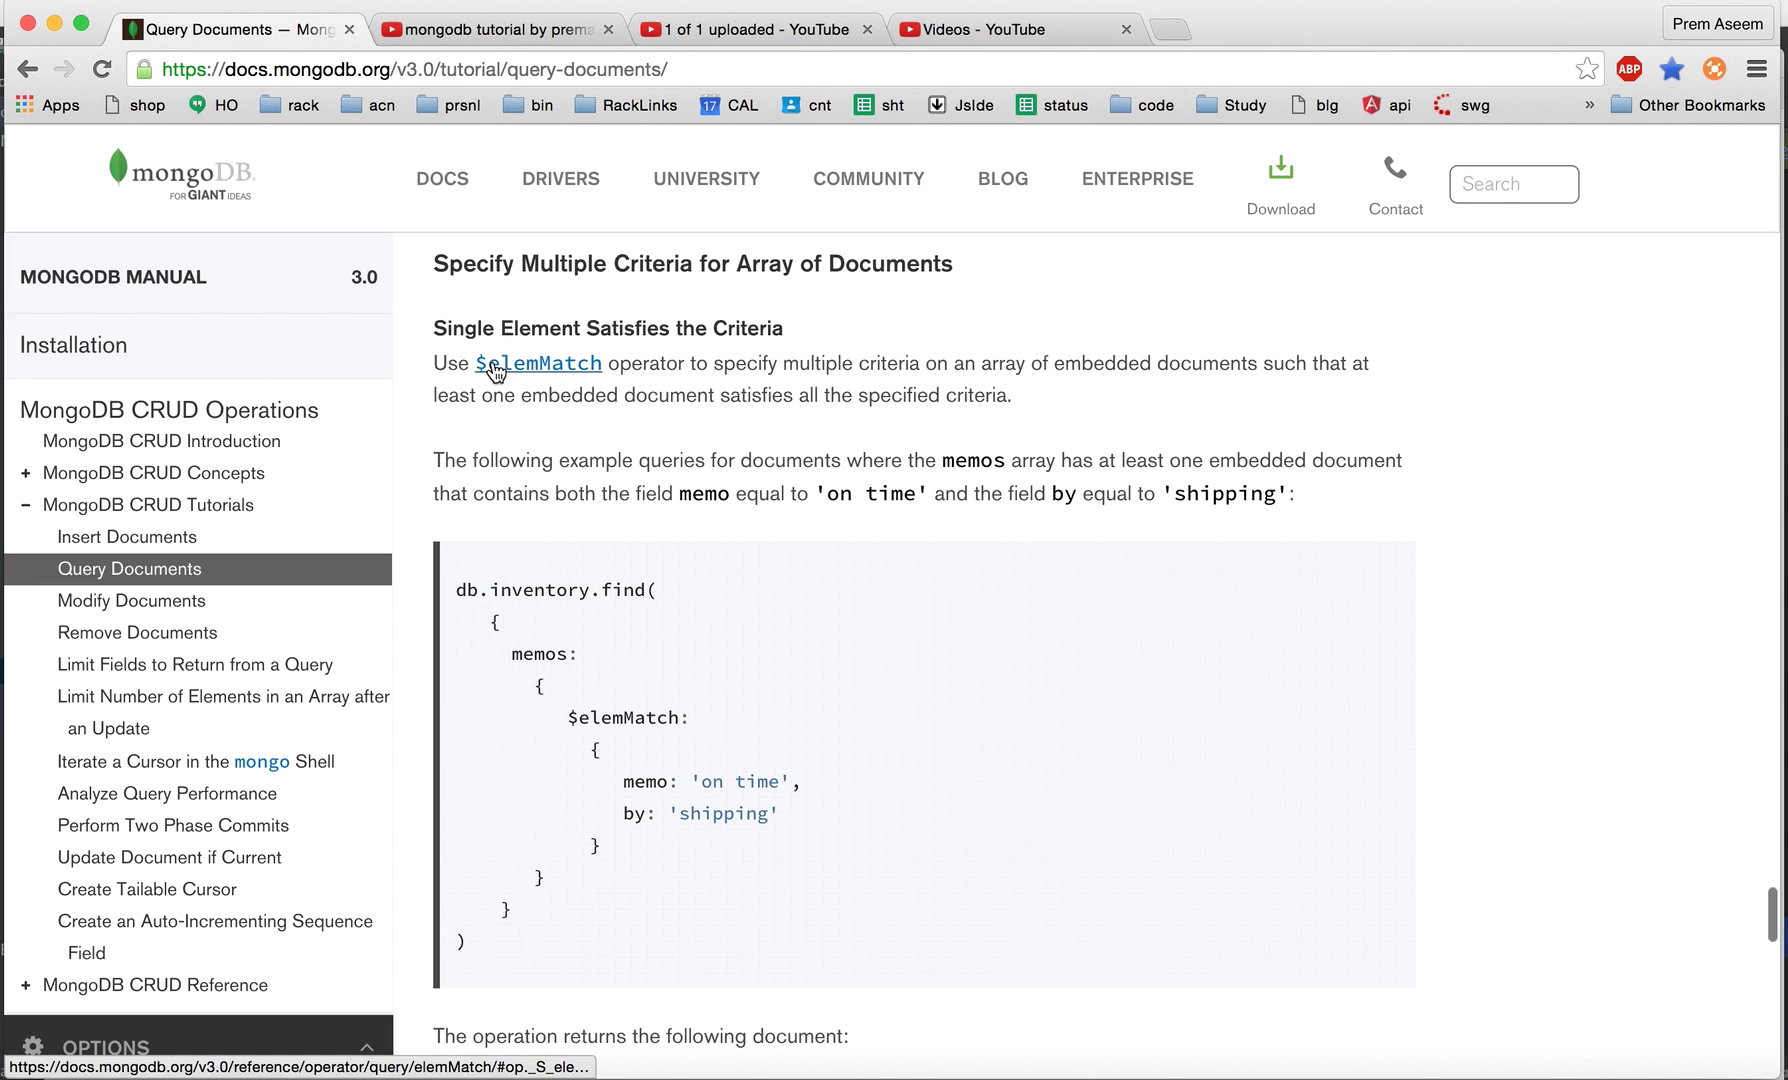 Prem Aseem
Query Documents — Mong
mongodb tutorial by prema
1 of 1 uploaded - YouTube
Videos - YouTube
https://docs.mongodb.org/v3.0/tutorial/query-documents/
ABP
Apps shop HO rack acn prsnl bin RackLinks 17 CAL cnt sht Jslde status code Study blg api swg » Other Bookmarks
mongoDB.
FOR GIANT IDEAS
DOCS DRIVERS UNIVERSITY COMMUNITY BLOG ENTERPRISE
Download
Contact
Search
MONGODB MANUAL 3.0
Installation
MongoDB CRUD Operations
MongoDB CRUD Introduction
+ MongoDB CRUD Concepts
− MongoDB CRUD Tutorials
Insert Documents
Query Documents
Modify Documents
Remove Documents
Limit Fields to Return from a Query
Limit Number of Elements in an Array after
an Update
Iterate a Cursor in the mongo Shell
Analyze Query Performance
Perform Two Phase Commits
Update Document if Current
Create Tailable Cursor
Create an Auto-Incrementing Sequence
Field
+ MongoDB CRUD Reference
OPTIONS
Specify Multiple Criteria for Array of Documents
Single Element Satisfies the Criteria
Use $elemMatch operator to specify multiple criteria on an array of embedded documents such that at
least one embedded document satisfies all the specified criteria.
The following example queries for documents where the memos array has at least one embedded document
that contains both the field memo equal to 'on time' and the field by equal to 'shipping':
db.inventory.find(
{
memos:
{
$elemMatch:
{
memo: 'on time',
by: 'shipping'
}
}
}
)
The operation returns the following document:
https://docs.mongodb.org/v3.0/reference/operator/query/elemMatch/#op._S_ele...